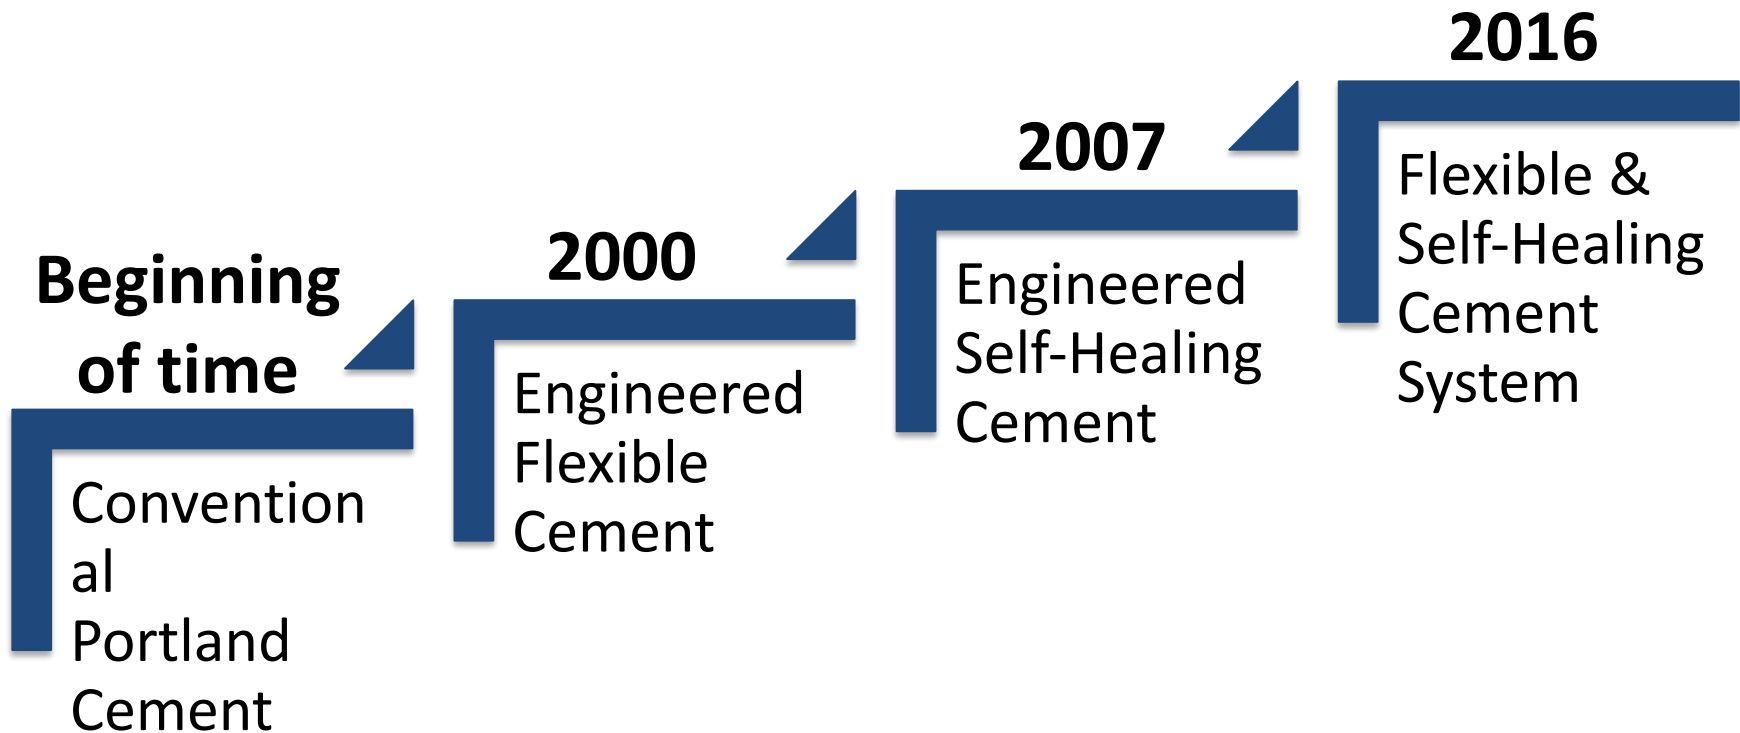 Beginning
of time
Convention
al
Portland
Cement
2000
Engineered
Flexible
Cement
2007
Engineered
Self-Healing
Cement
2016
Flexible &
Self-Healing
Cement
System